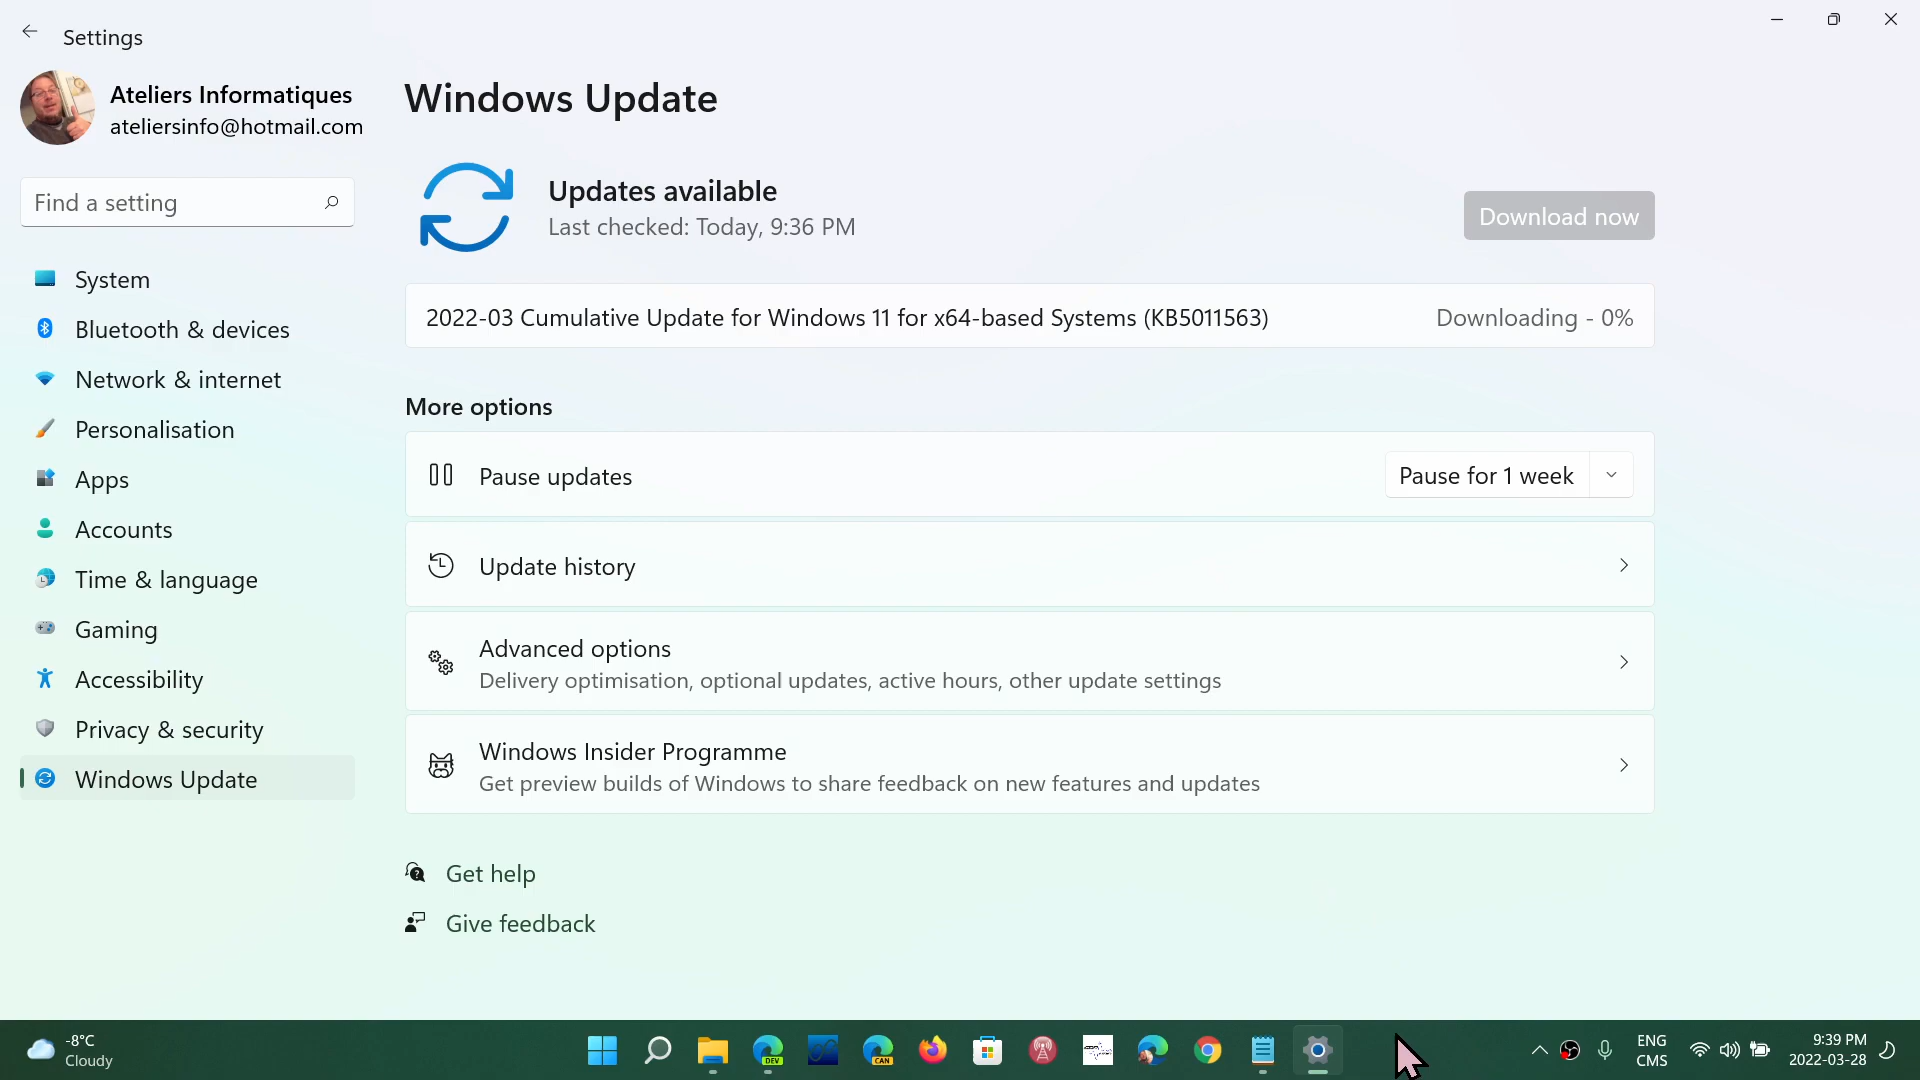 Settings
Ateliers Informatiques
ateliersinfo@hotmail.com
Find a setting
System
Bluetooth & devices
Network & internet
Personalisation
Apps
Accounts
Time & language
Gaming
Accessibility
Privacy & security
Windows Update
Windows Update
Updates available
Last checked: Today, 9:36 PM
Download now
2022-03 Cumulative Update for Windows 11 for x64-based Systems (KB5011563)
Downloading - 0%
More options
Pause updates
Pause for 1 week
Update history
Advanced options
Delivery optimisation, optional updates, active hours, other update settings
Windows Insider Programme
Get preview builds of Windows to share feedback on new features and updates
Get help
Give feedback
-8°C
Cloudy
DEV
CAN
ENG
CMS
9:39 PM
2022-03-28